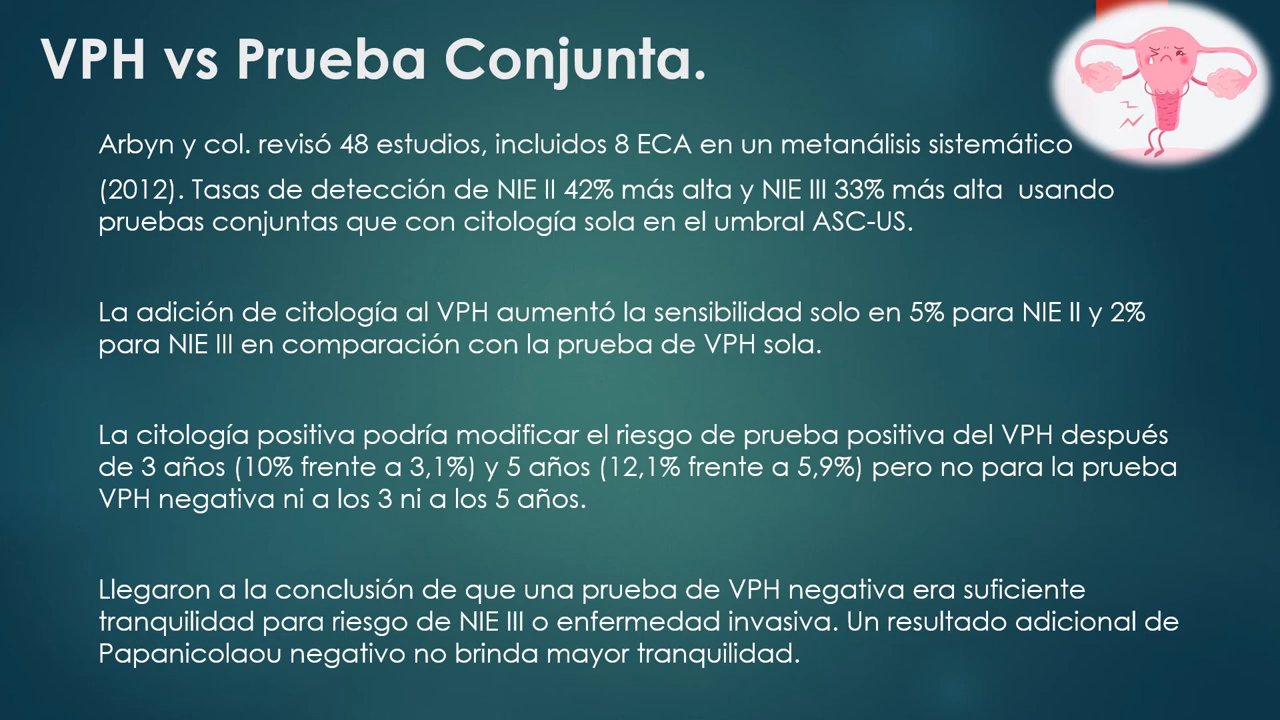 VPH vs Prueba Conjunta.
Arbyn y col. revisó 48 estudios, incluidos 8 ECA en un metanálisis sistemático
(2012). Tasas de detección de NIE II 42% más alta y NIE III 33% más alta  usando
pruebas conjuntas que con citología sola en el umbral ASC-US.
La adición de citología al VPH aumentó la sensibilidad solo en 5% para NIE II y 2%
para NIE III en comparación con la prueba de VPH sola.
La citología positiva podría modificar el riesgo de prueba positiva del VPH después
de 3 años (10% frente a 3,1%) y 5 años (12,1% frente a 5,9%) pero no para la prueba
VPH negativa ni a los 3 ni a los 5 años.
Llegaron a la conclusión de que una prueba de VPH negativa era suficiente
tranquilidad para riesgo de NIE III o enfermedad invasiva. Un resultado adicional de
Papanicolaou negativo no brinda mayor tranquilidad.